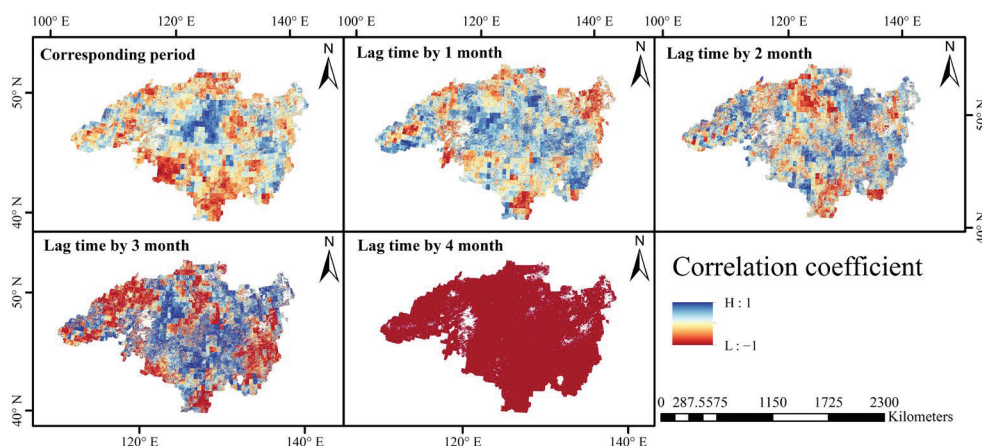 100° E 120° E 140° E 100° E 120° E 140° E 120° E 140° E
Corresponding period
N
Lag time by 1 month
N
Lag time by 2 month
N
50° N
50° N
40° N
40° N
Lag time by 3 month
N
Lag time by 4 month
N
50° N
40° N
Correlation coefficient
H : 1
L : −1
0 287.5575 1150 1725 2300
Kilometers
120° E 140° E 120° E 140° E